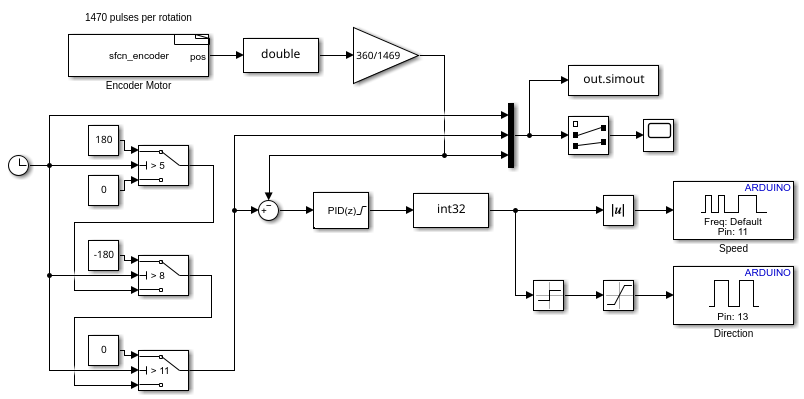 1470 pulses per rotation
sfcn_encoder
pos
Encoder Motor
double
360/1469
out.simout
180
> 5
0
-180
> 8
0
> 11
+
−
PID(z)
int32
|u|
ARDUINO
Freq: Default
Pin: 11
Speed
ARDUINO
Pin: 13
Direction